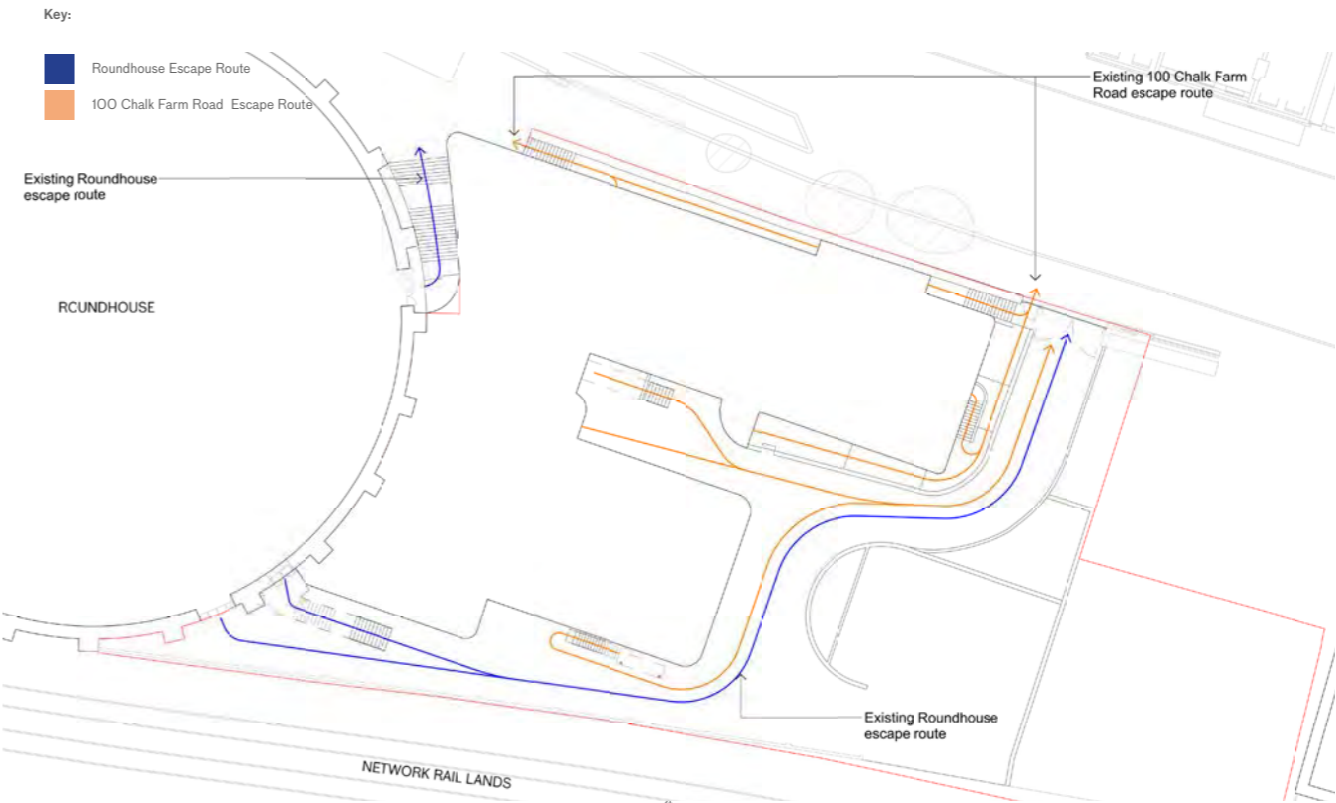 Key:
Roundhouse Escape Route
100 Chalk Farm Road Escape Route
Existing 100 Chalk Farm
Road escape route
Existing Roundhouse
escape route
RCUNDHOUSE
Existing Roundhouse
escape route
NETWORK RAIL LANDS